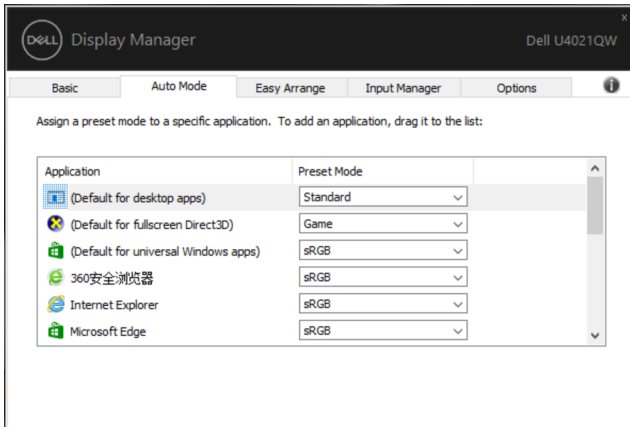 DELL Display Manager
Dell U4021QW
Basic Auto Mode Easy Arrange Input Manager Options
Assign a preset mode to a specific application. To add an application, drag it to the list:
Application Preset Mode
(Default for desktop apps) Standard
(Default for fullscreen Direct3D) Game
(Default for universal Windows apps) sRGB
360安全浏览器 sRGB
Internet Explorer sRGB
Microsoft Edge sRGB